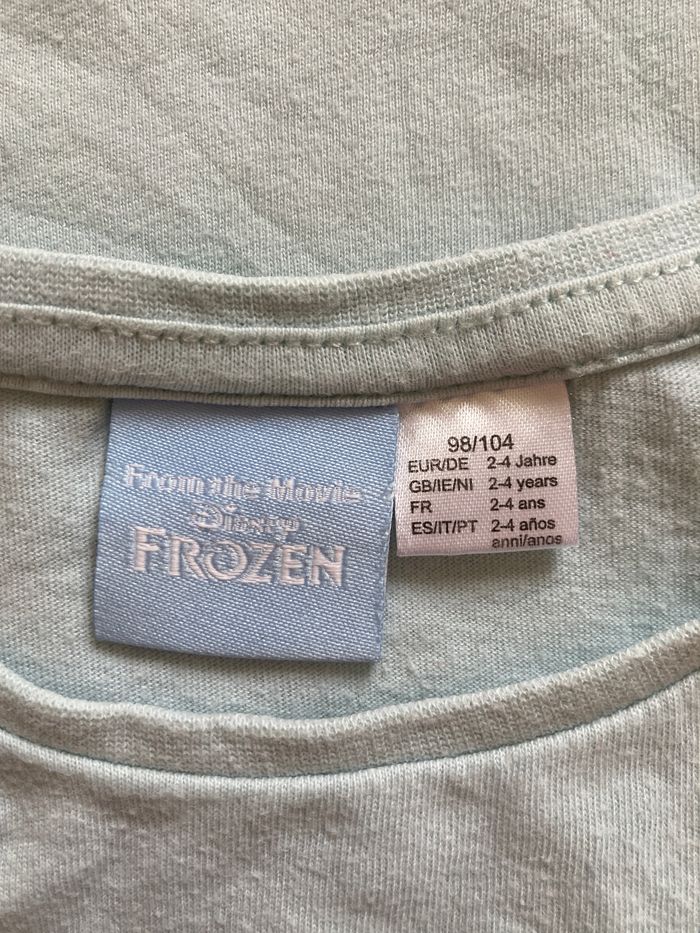 From the Movie
Disney
FROZEN
98/104
EUR/DE 2-4 Jahre
GB/IE/NI 2-4 years
FR 2-4 ans
ES/IT/PT 2-4 años
anni/anos